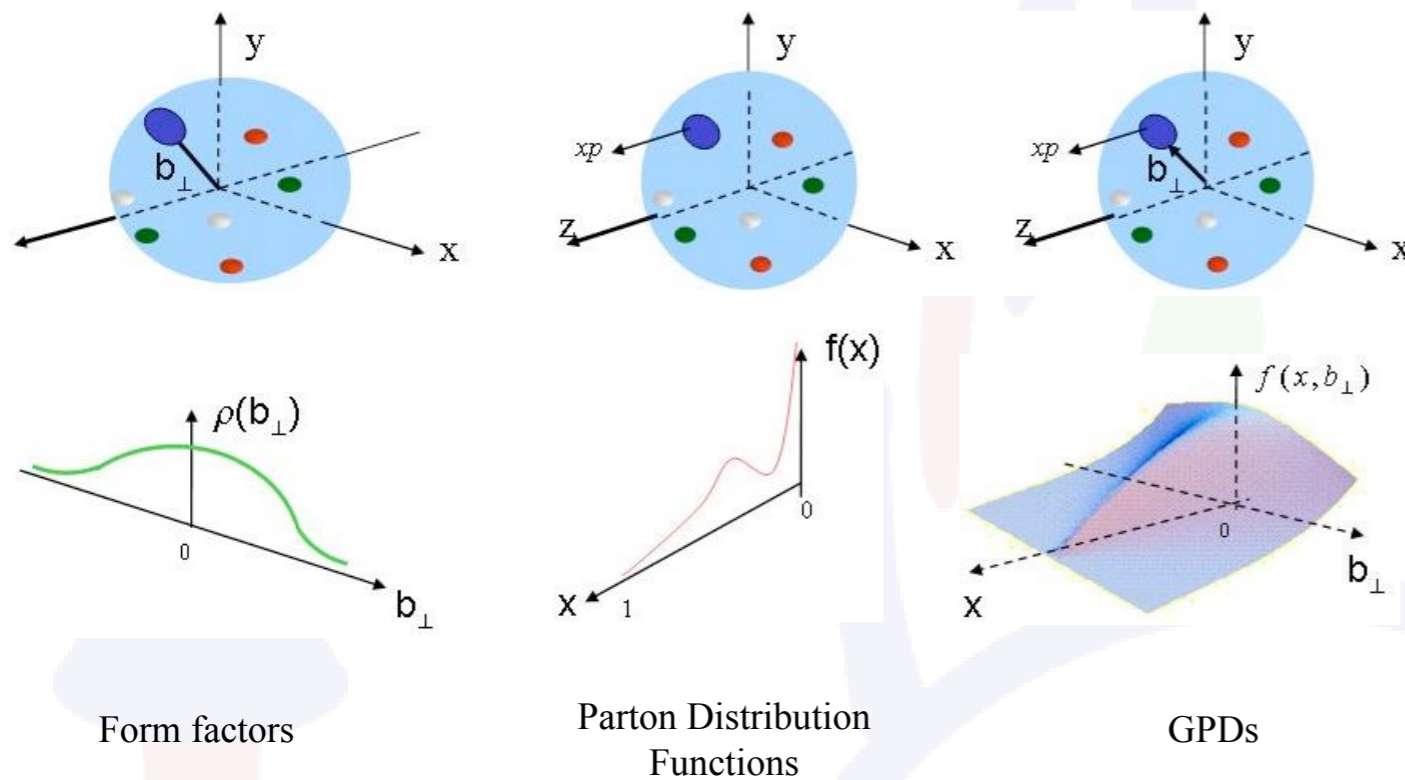 y
b⊥
x
y
xp
z
x
y
xp
b⊥
z
x
ρ(b⊥)
0
b⊥
f(x)
0
x
1
f(x, b⊥)
0
b⊥
x
Form factors
Parton Distribution
Functions
GPDs